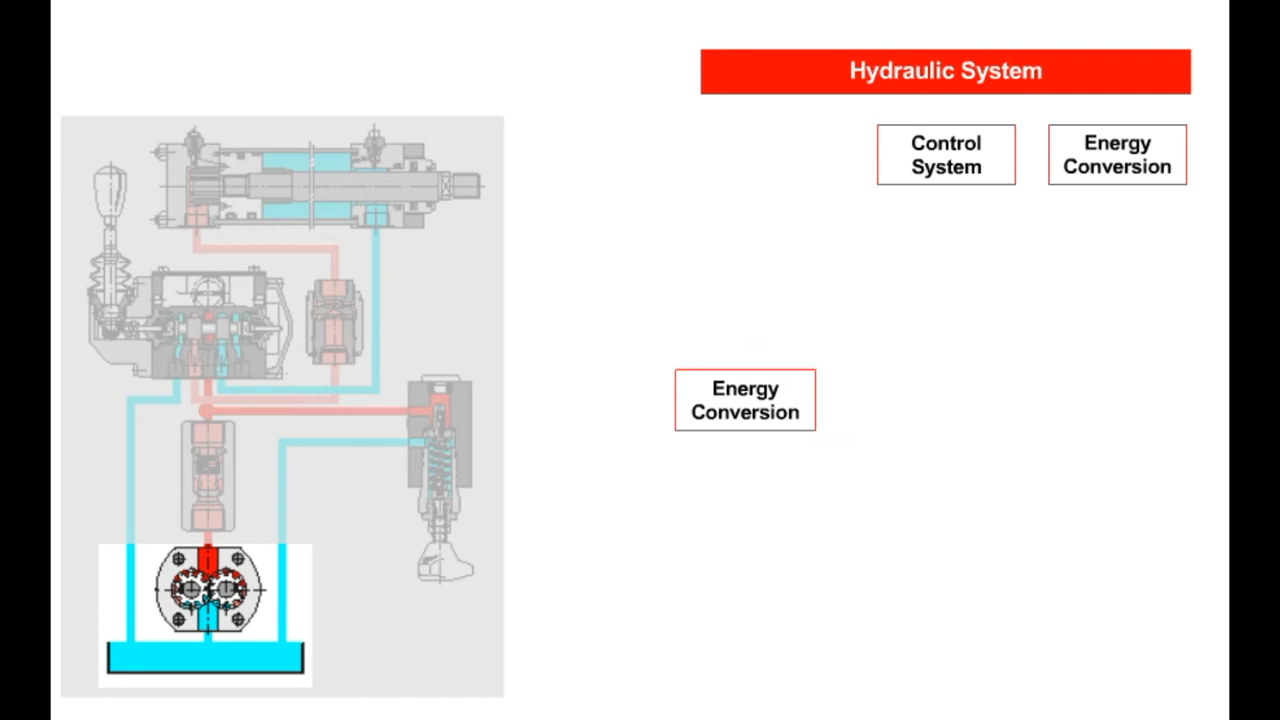 Hydraulic System
Control
System
Energy
Conversion
Energy
Conversion